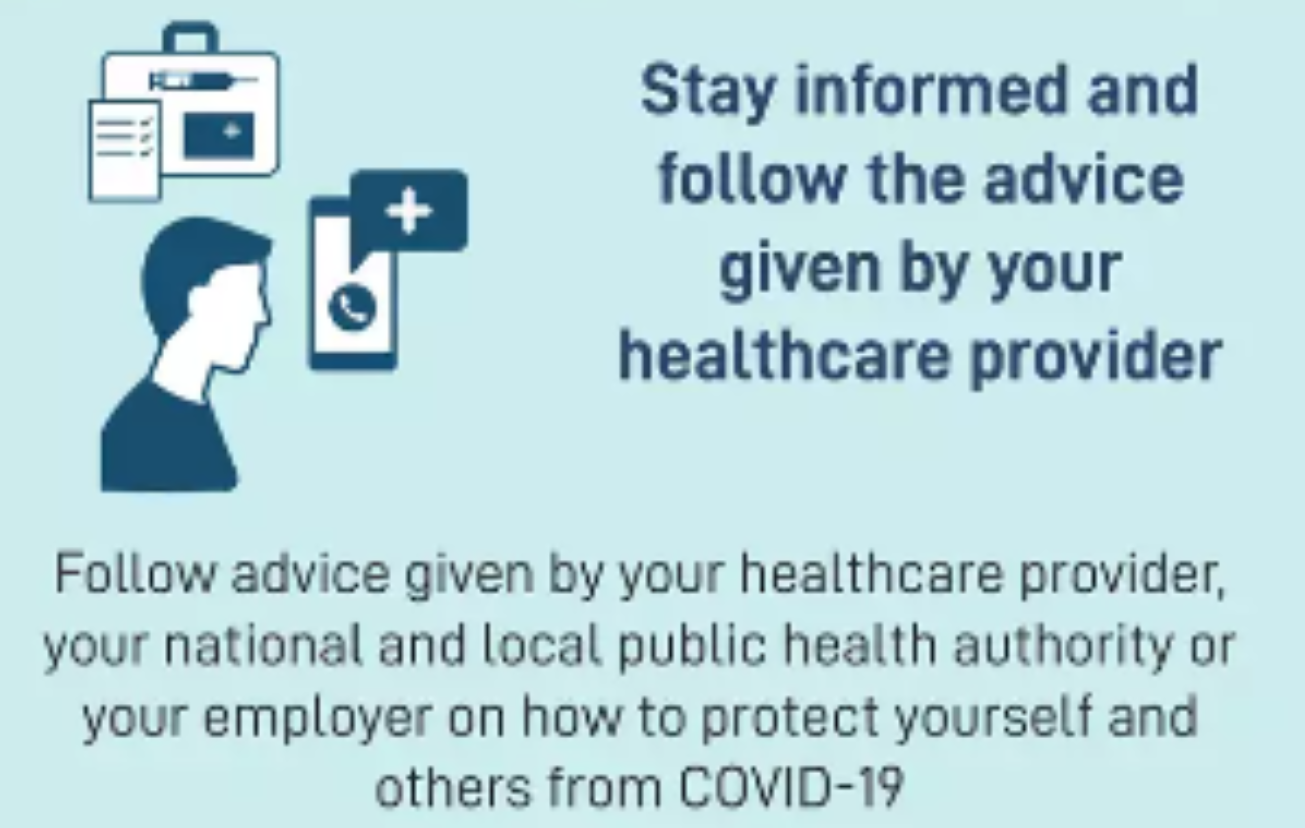 Stay informed and
follow the advice
given by your
healthcare provider
Follow advice given by your healthcare provider,
your national and local public health authority or
your employer on how to protect yourself and
others from COVID-19